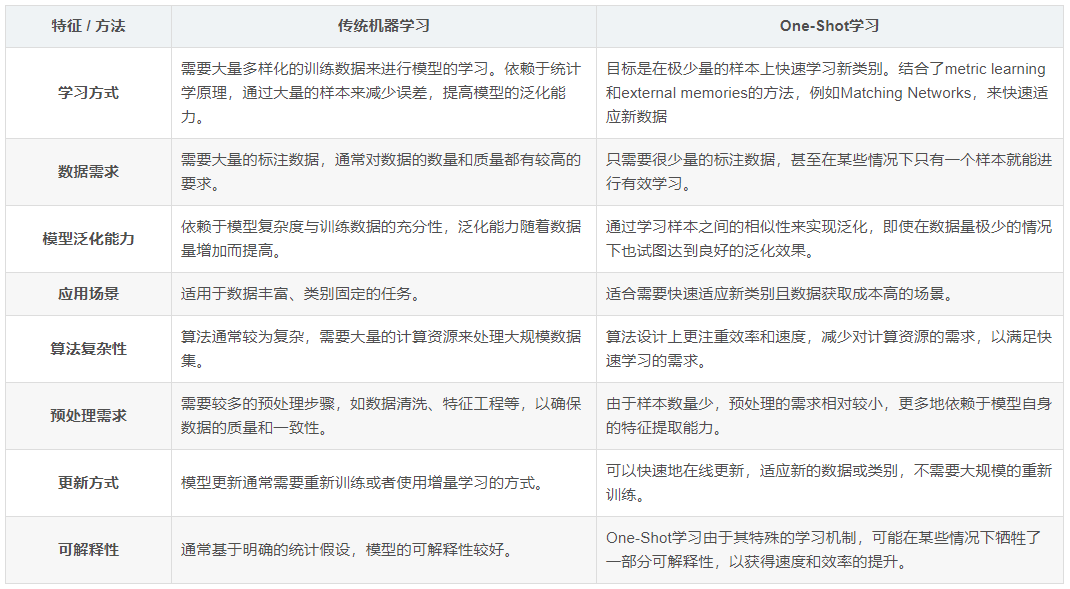 特征 / 方法
传统机器学习
One-Shot学习
学习方式
需要大量多样化的训练数据来进行模型的学习。依赖于统计
学原理，通过大量的样本来减少误差，提高模型的泛化能
力。
目标是在极少量的样本上快速学习新类别。结合了metric learning
和external memories的方法，例如Matching Networks，来快速适
应新数据
数据需求
需要大量的标注数据，通常对数据的数量和质量都有较高的
要求。
只需要很少量的标注数据，甚至在某些情况下只有一个样本就能进
行有效学习。
模型泛化能力
依赖于模型复杂度与训练数据的充分性，泛化能力随着数据
量增加而提高。
通过学习样本之间的相似性来实现泛化，即使在数据量极少的情况
下也试图达到良好的泛化效果。
应用场景
适用于数据丰富、类别固定的任务。
适合需要快速适应新类别且数据获取成本高的场景。
算法复杂性
算法通常较为复杂，需要大量的计算资源来处理大规模数据
集。
算法设计上更注重效率和速度，减少对计算资源的需求，以满足快
速学习的需求。
预处理需求
需要较多的预处理步骤，如数据清洗、特征工程等，以确保
数据的质量和一致性。
由于样本数量少，预处理的需求相对较小，更多地依赖于模型自身
的特征提取能力。
更新方式
模型更新通常需要重新训练或者使用增量学习的方式。
可以快速地在线更新，适应新的数据或类别，不需要大规模的重新
训练。
可解释性
通常基于明确的统计假设，模型的可解释性较好。
One-Shot学习由于其特殊的学习机制，可能在某些情况下牺牲了
一部分可解释性，以获得速度和效率的提升。